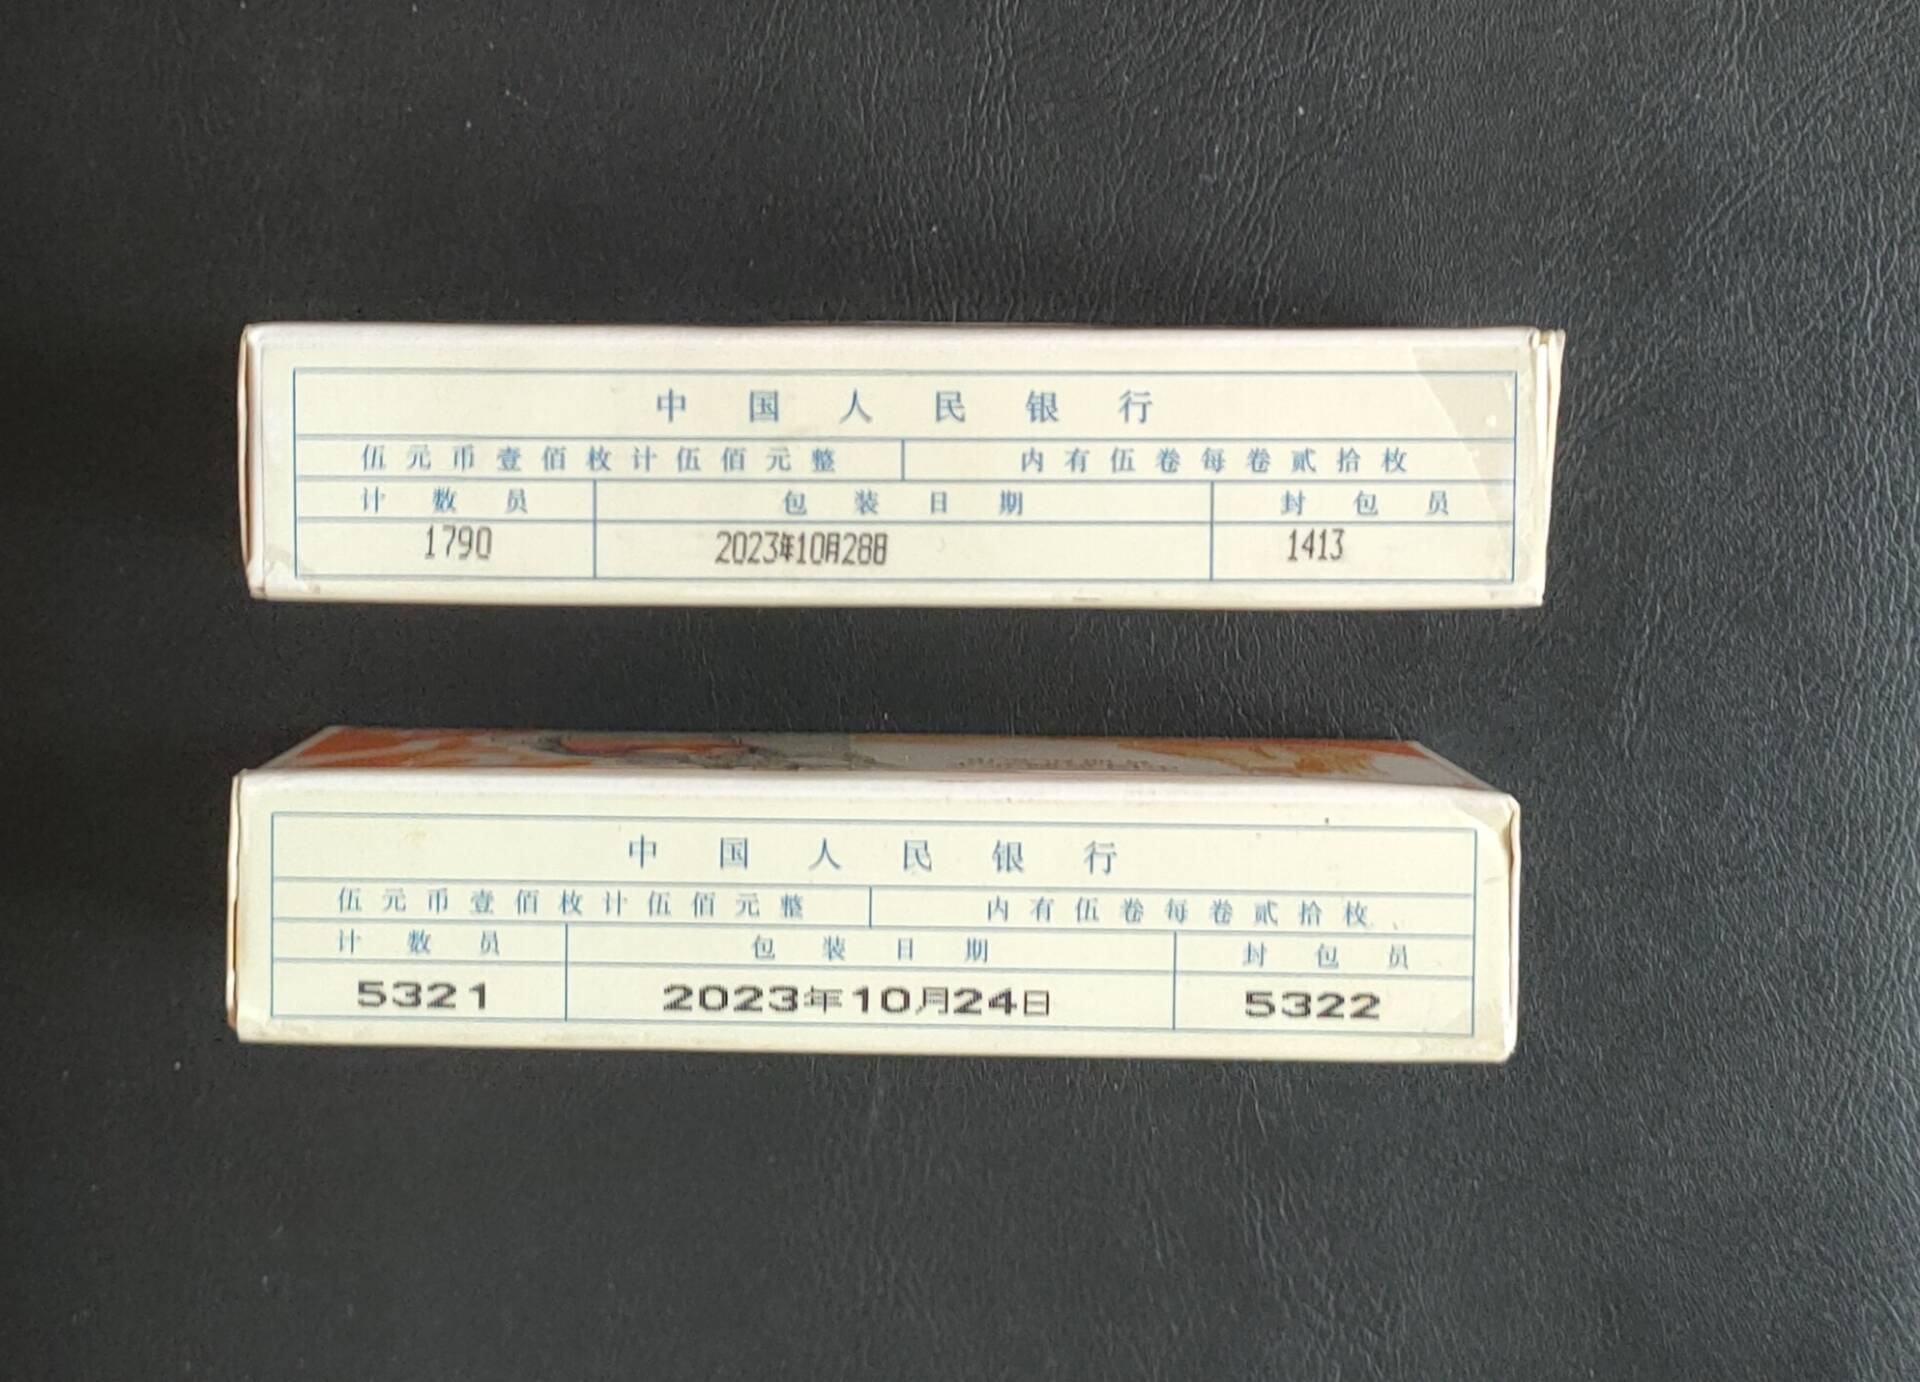 中国人民银行
伍元币壹佰枚计伍佰元整 内有伍卷每卷贰拾枚
计数员 包装日期 封包员
1790 2023年10月28日 1413
中国人民银行
伍元币壹佰枚计伍佰元整 内有伍卷每卷贰拾枚
计数员 包装日期 封包员
5321 2023年10月24日 5322